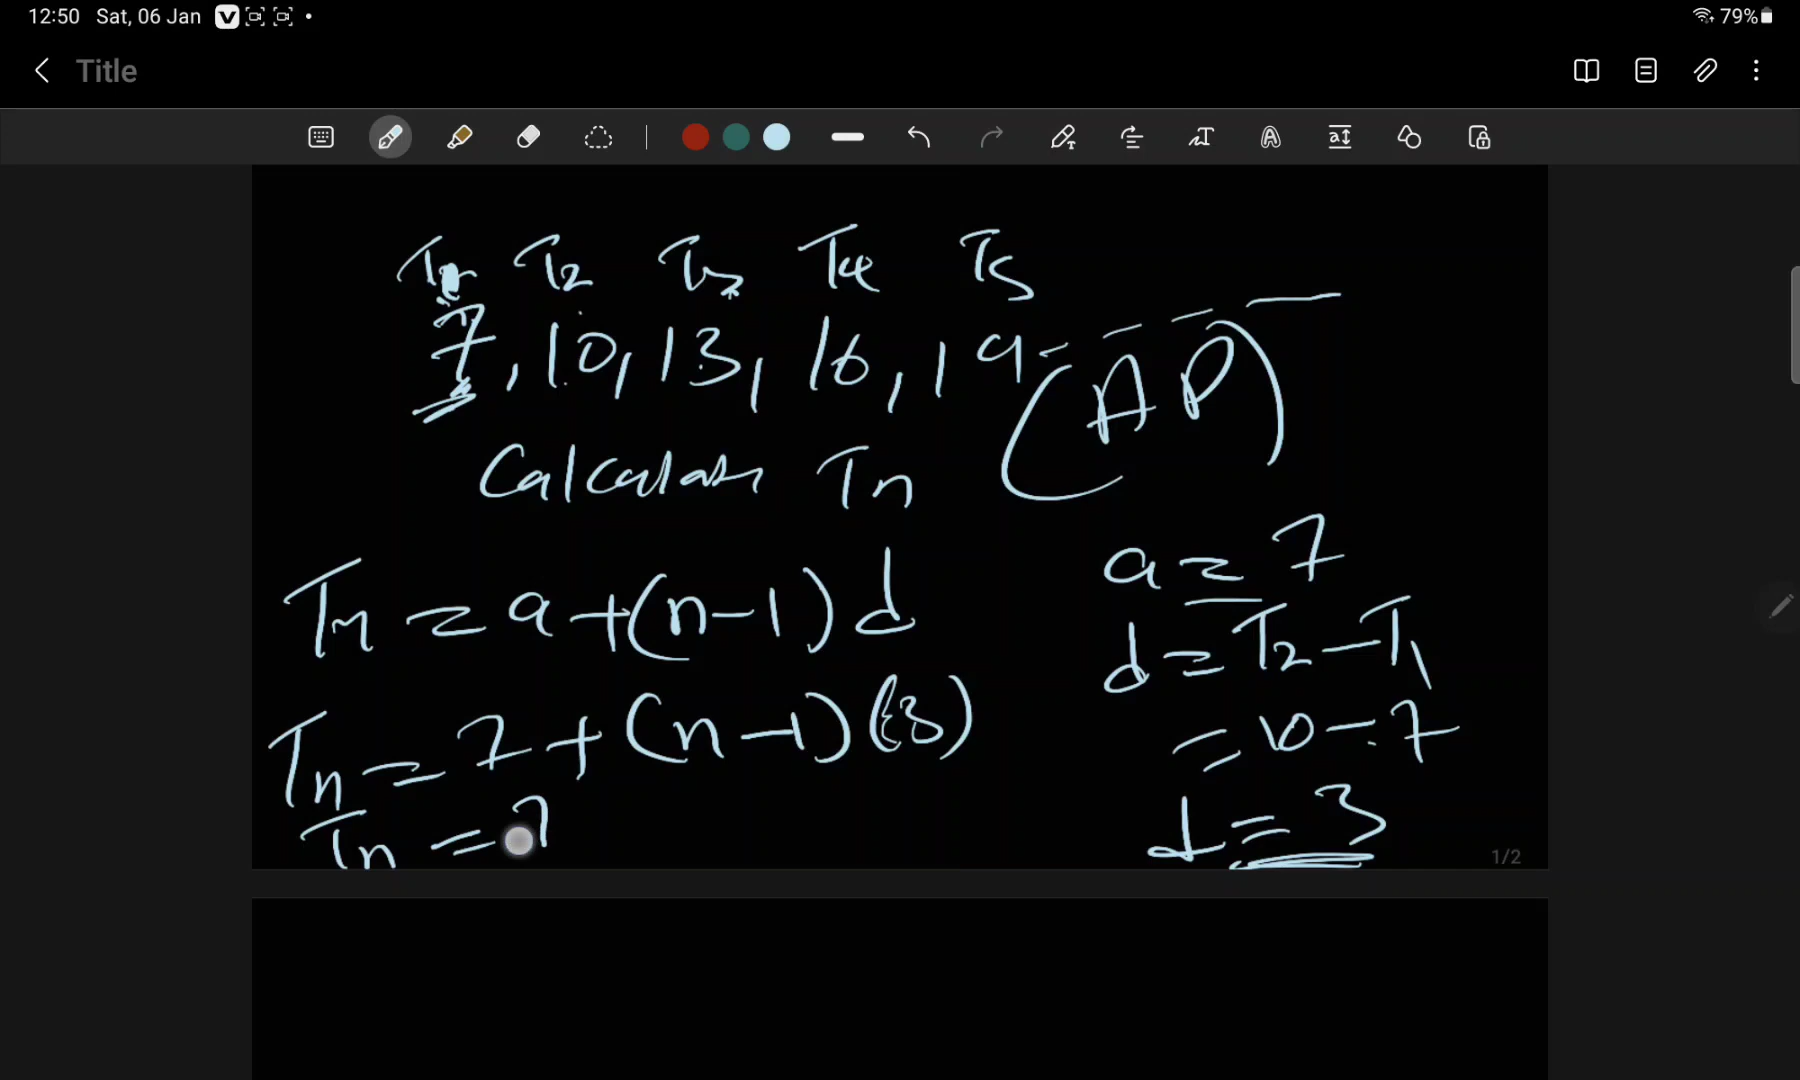 12:50 Sat, 06 Jan 79%
Title
T1 T2 T3 T4 T5
7, 10, 13, 16, 19 - - - —
(AP)
Calculate Tn
a = 7
Tn = a + (n-1) d
d = T2 - T1
Tn = 7 + (n-1) (3)
= 10 - 7
Tn = 7
d = 3
1/2